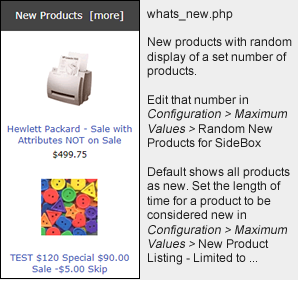 New Products [more]
Hewlett Packard - Sale with
Attributes NOT on Sale
$499.75
TEST $120 Special $90.00
Sale -$5.00 Skip
whats_new.php
New products with random
display of a set number of
products.
Edit that number in
Configuration > Maximum
Values > Random New
Products for SideBox
Default shows all products
as new. Set the length of
time for a product to be
considered new in
Configuration > Maximum
Values > New Product
Listing - Limited to ...